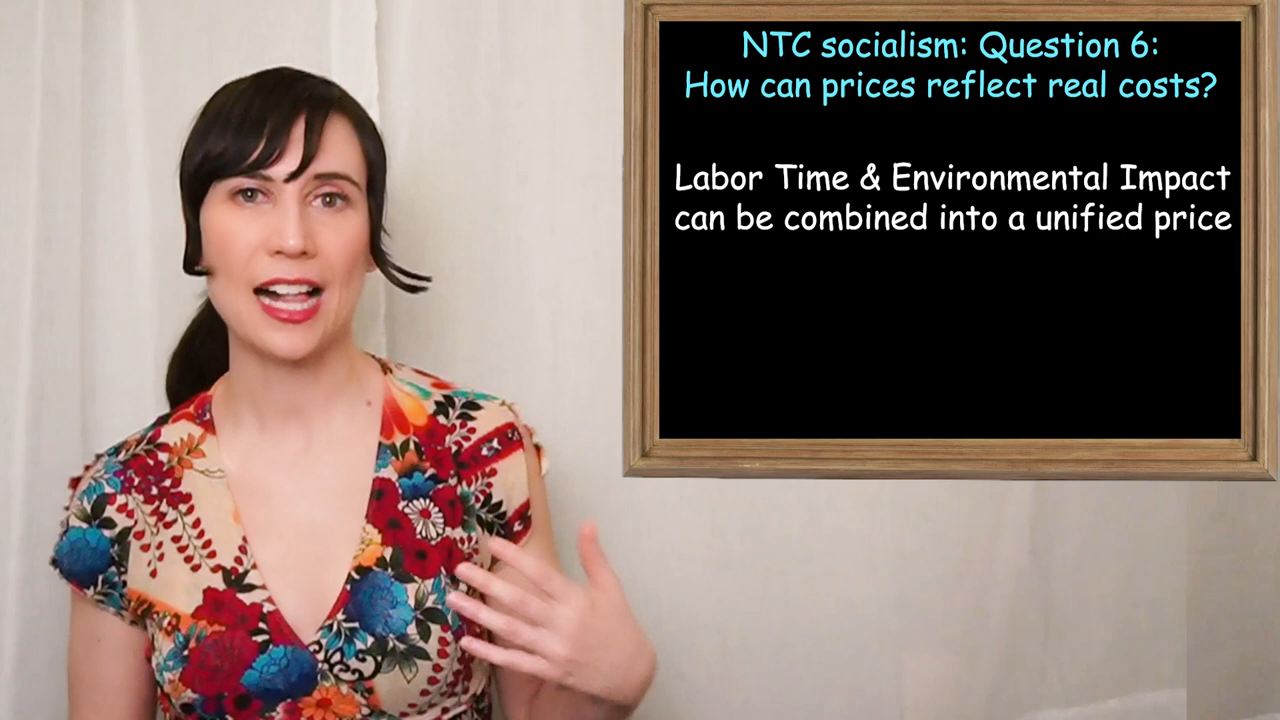 NTC socialism: Question 6:
How can prices reflect real costs?
Labor Time & Environmental Impact
can be combined into a unified price